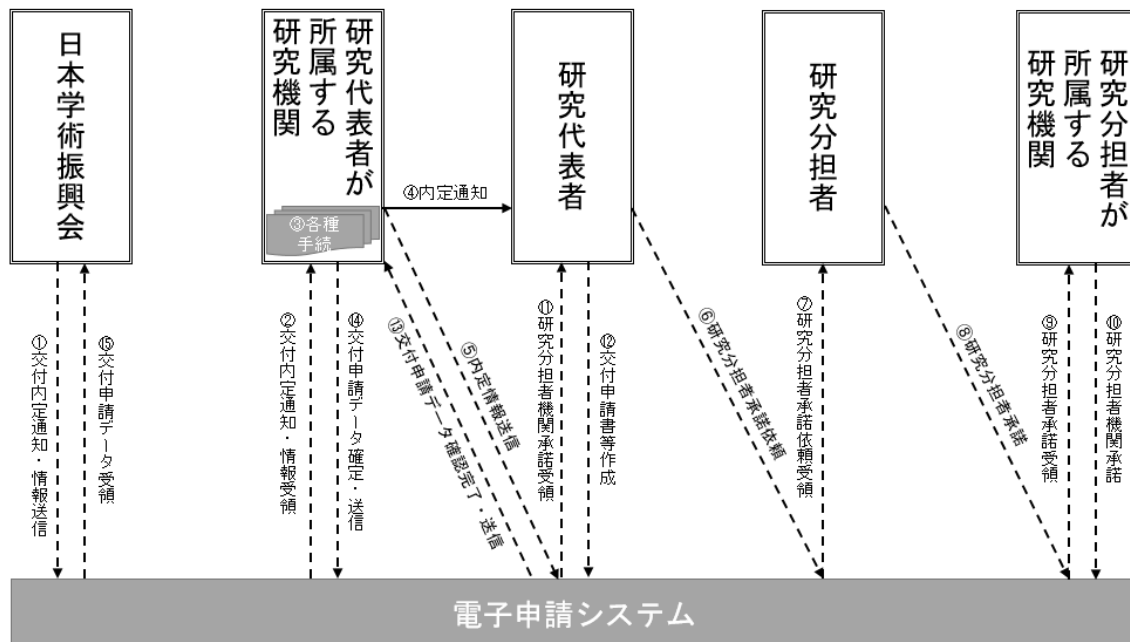 日本学術振興会
研究代表者が
所属する
研究機関
③各種
手続
研究代表者
研究分担者
研究分担者が
所属する
研究機関
④内定通知
①交付内定通知・情報送信
⑮交付申請データ受領
②交付内定通知・情報受領
⑭交付申請データ確定・送信
⑬交付申請データ確認完了・送信
⑤内定情報送信
⑪研究分担者機関承諾受領
⑫交付申請書等作成
⑥研究分担者承諾依頼
⑦研究分担者承諾依頼受領
⑧研究分担者承諾
⑨研究分担者承諾受領
⑩研究分担者機関承諾
電子申請システム